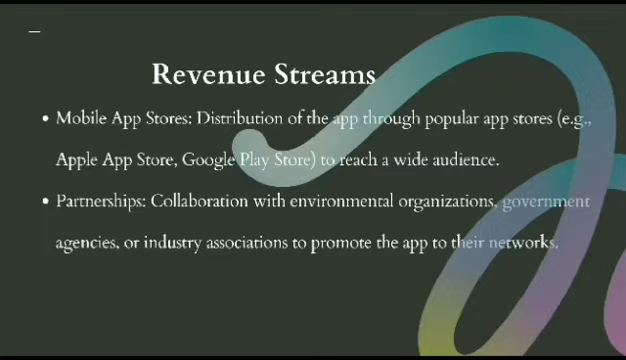 Revenue Streams
• Mobile App Stores: Distribution of the app through popular app stores (e.g.,
Apple App Store, Google Play Store) to reach a wide audience.
• Partnerships: Collaboration with environmental organizations, government
agencies, or industry associations to promote the app to their networks.